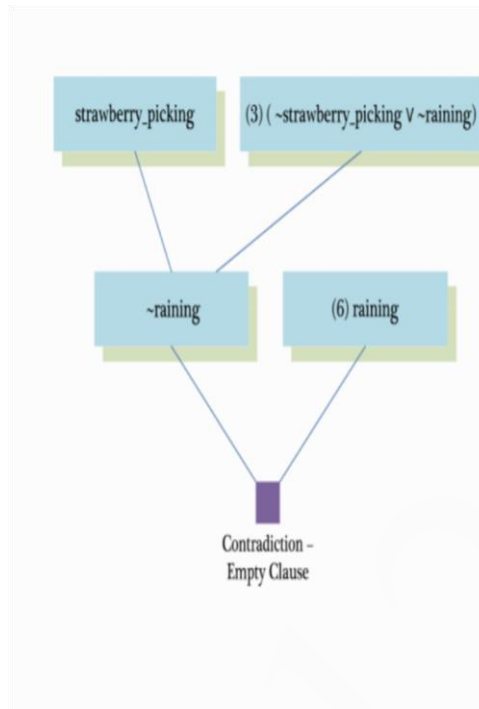 strawberry_picking
(3) ( ~strawberry_picking ∨ ~raining)
~raining
(6) raining
Contradiction –
Empty Clause